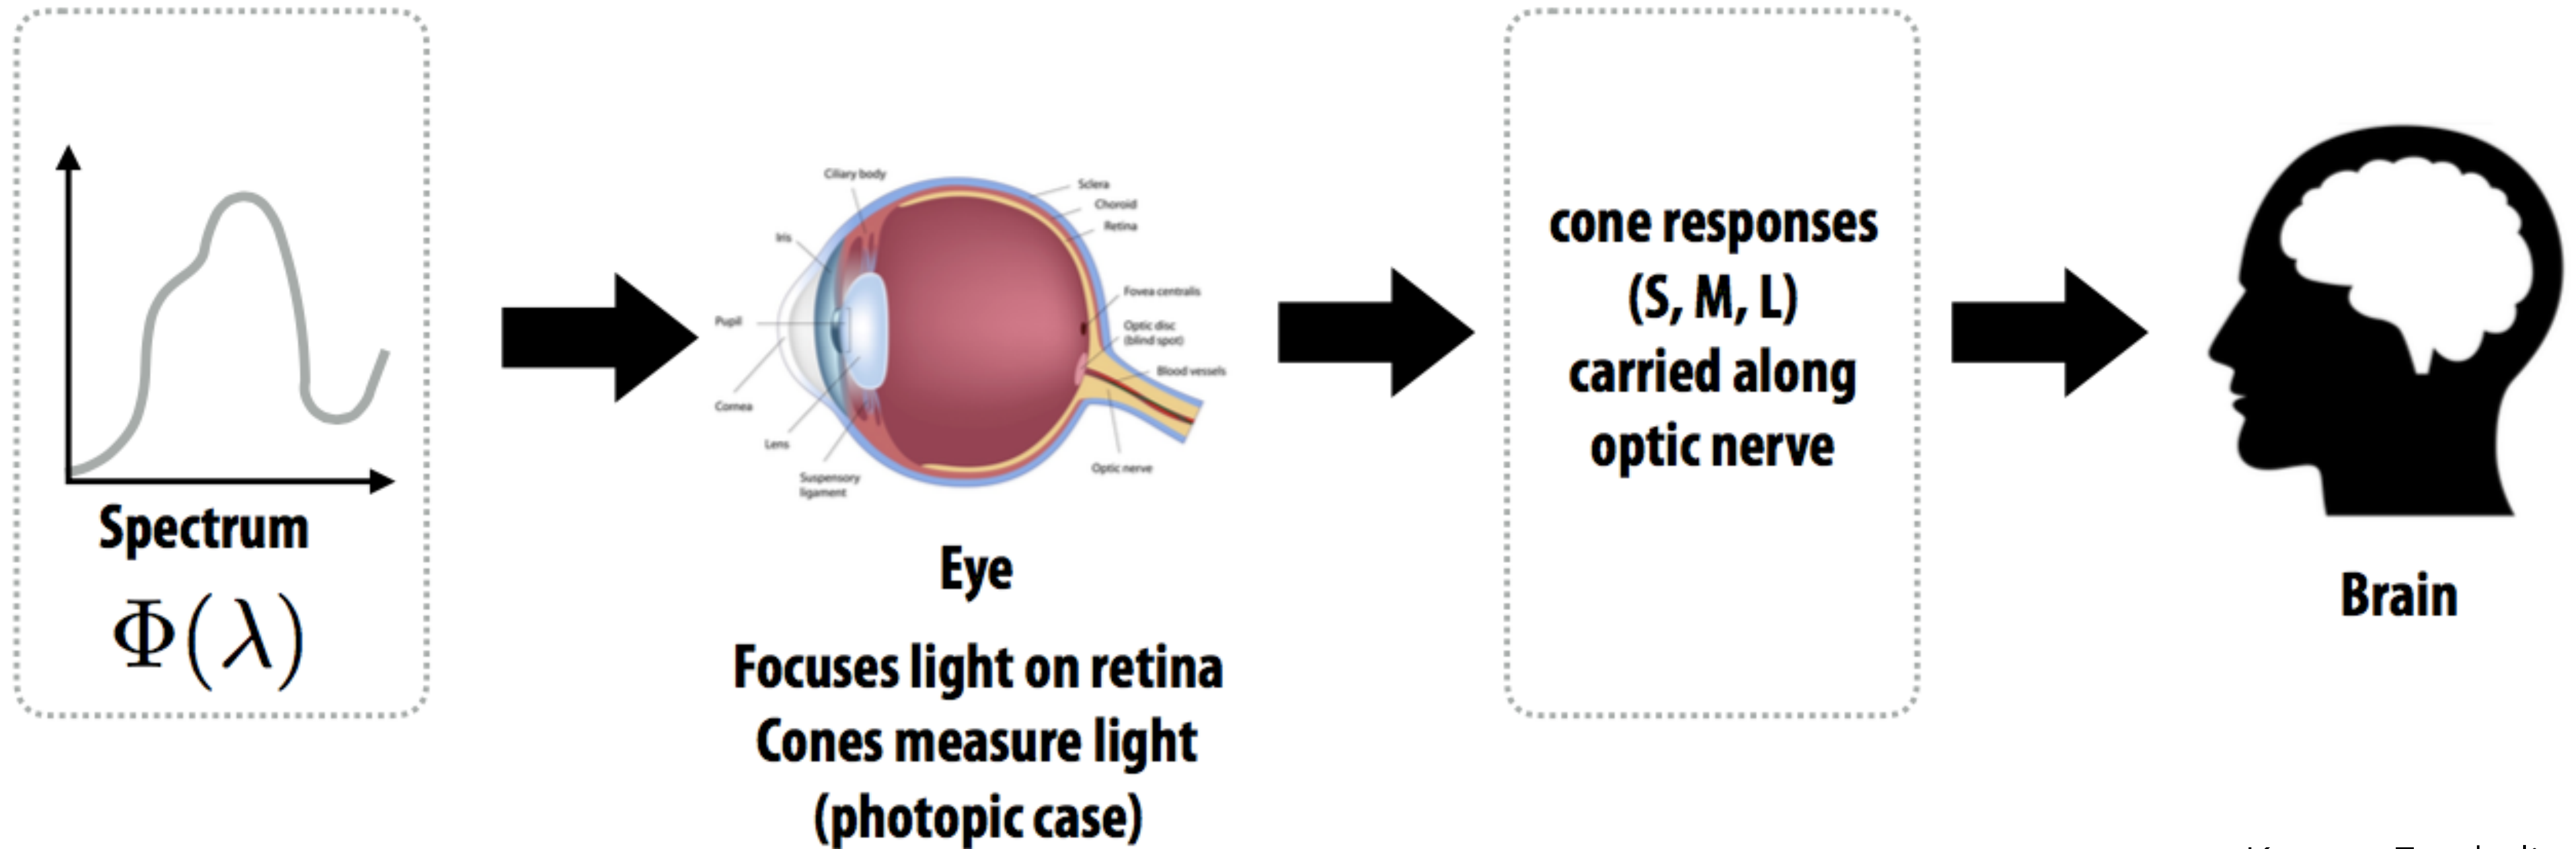 Spectrum
Φ(λ)
Ciliary body
Sclera
Choroid
Retina
Iris
Fovea centralis
Pupil
Optic disc
(blind spot)
Blood vessels
Cornea
Lens
Optic nerve
Suspensory
ligament
Eye
Focuses light on retina
Cones measure light
(photopic case)
cone responses
(S, M, L)
carried along
optic nerve
Brain